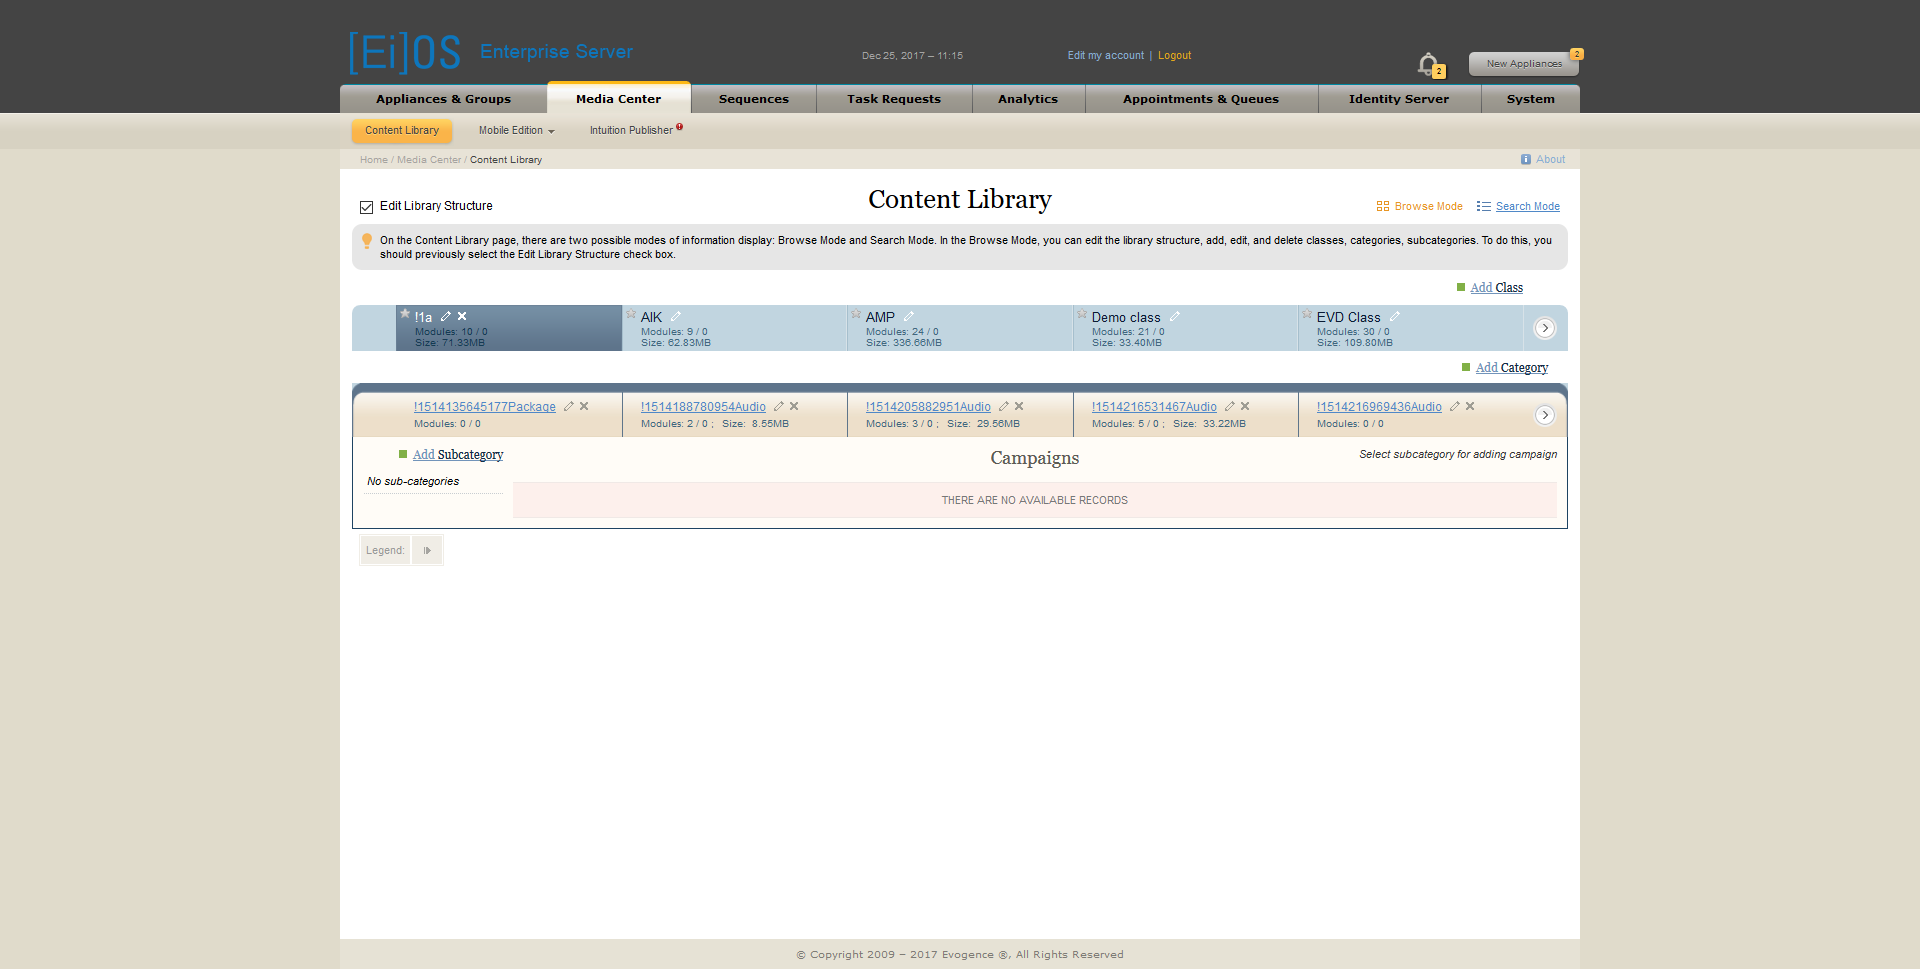 [Ei]OS Enterprise Server
Dec 25, 2017 – 11:15
Edit my account | Logout
2
New Appliances 2
Appliances & Groups Media Center Sequences Task Requests Analytics Appointments & Queues Identity Server System
Content Library Mobile Edition Intuition Publisher
Home / Media Center / Content Library
About
Edit Library Structure
Content Library
Browse Mode Search Mode
On the Content Library page, there are two possible modes of information display: Browse Mode and Search Mode. In the Browse Mode, you can edit the library structure, add, edit, and delete classes, categories, subcategories. To do this, you
should previously select the Edit Library Structure check box.
Add Class
!1a AIK AMP Demo class EVD Class
Modules: 10 / 0 Modules: 9 / 0 Modules: 24 / 0 Modules: 21 / 0 Modules: 30 / 0
Size: 71.33MB Size: 62.83MB Size: 336.66MB Size: 33.40MB Size: 109.80MB
Add Category
!1514135645177Package !1514188780954Audio !1514205882951Audio !1514216531467Audio !1514216969436Audio
Modules: 0 / 0 Modules: 2 / 0 ; Size: 8.55MB Modules: 3 / 0 ; Size: 29.56MB Modules: 5 / 0 ; Size: 33.22MB Modules: 0 / 0
Add Subcategory
Campaigns
Select subcategory for adding campaign
No sub-categories
THERE ARE NO AVAILABLE RECORDS
Legend:
© Copyright 2009 – 2017 Evogence ®, All Rights Reserved